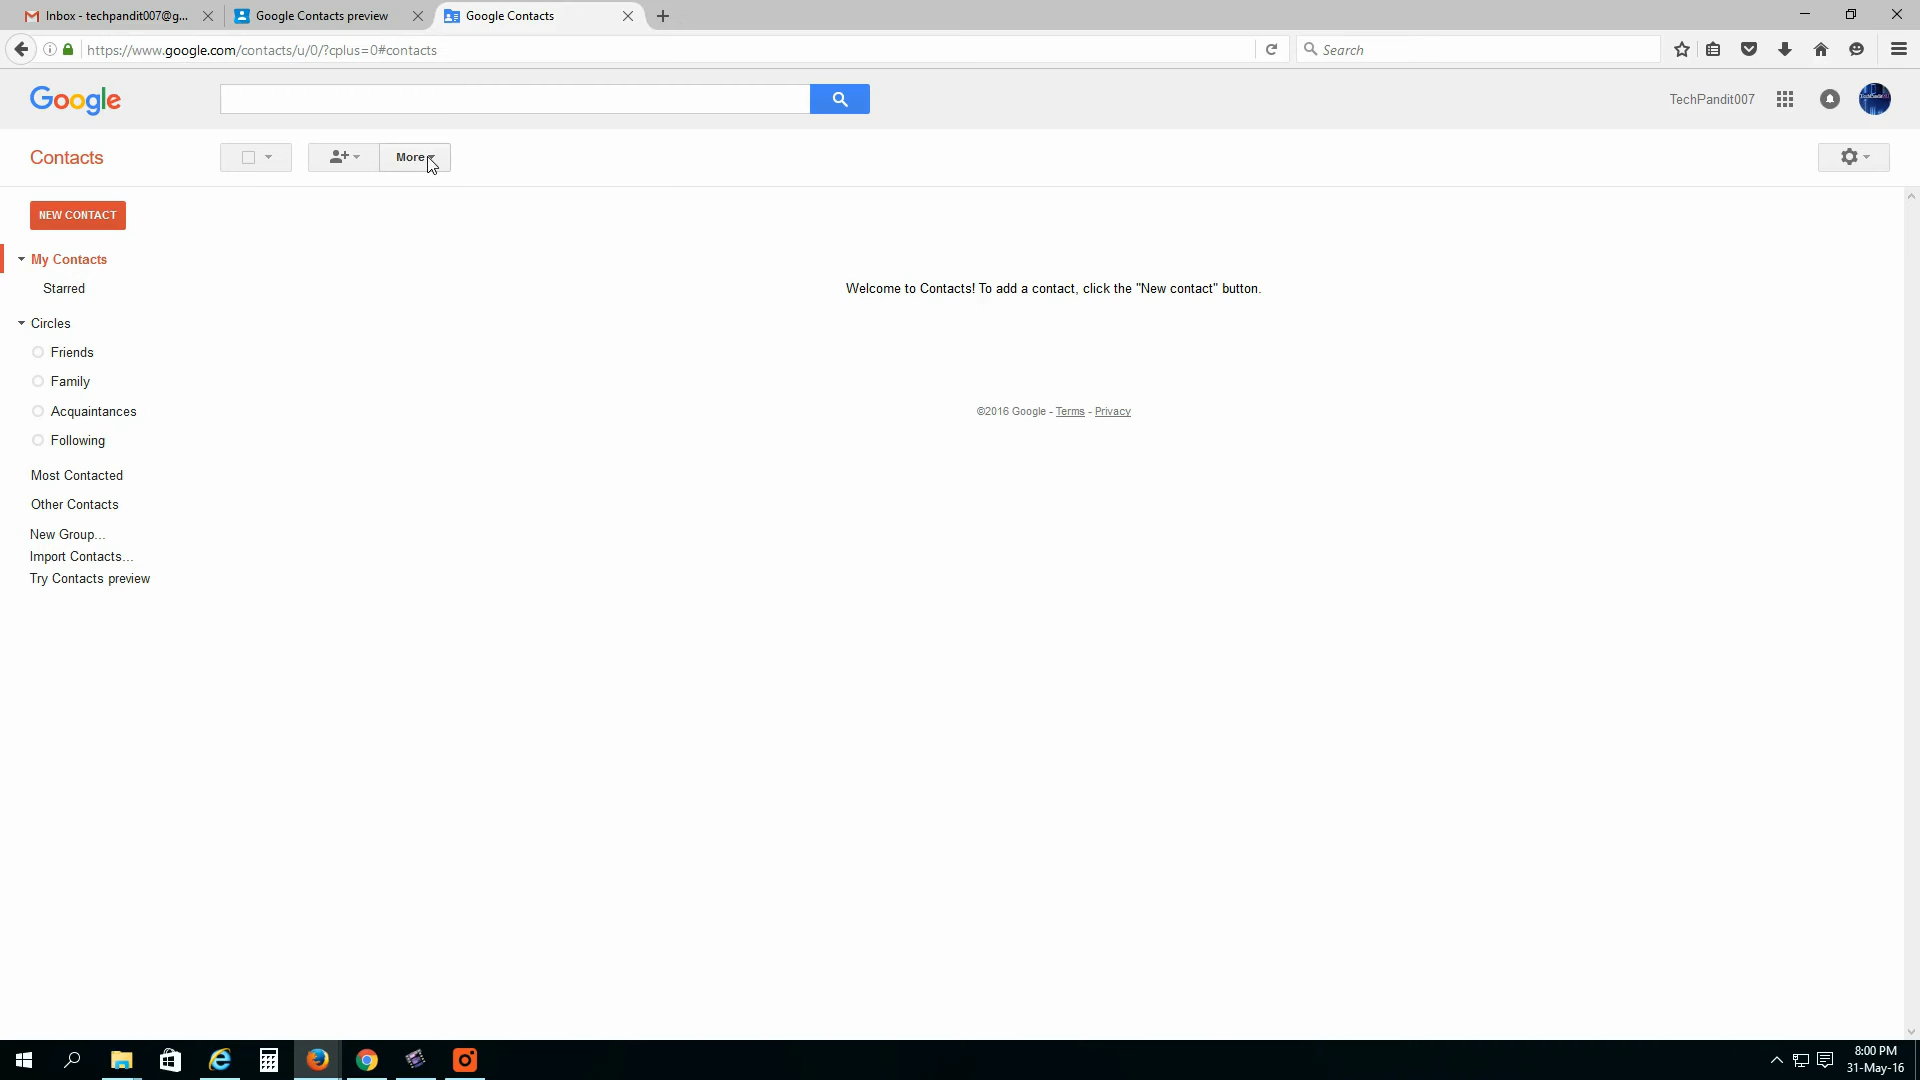 Inbox - techpandit007@g...
Google Contacts preview
Google Contacts
https://www.google.com/contacts/u/0/?cplus=0#contacts
Search
Google
TechPandit007
Contacts
More
NEW CONTACT
My Contacts
Starred
Circles
Friends
Family
Acquaintances
Following
Most Contacted
Other Contacts
New Group...
Import Contacts...
Try Contacts preview
Welcome to Contacts! To add a contact, click the "New contact" button.
©2016 Google - Terms - Privacy
8:00 PM
31-May-16